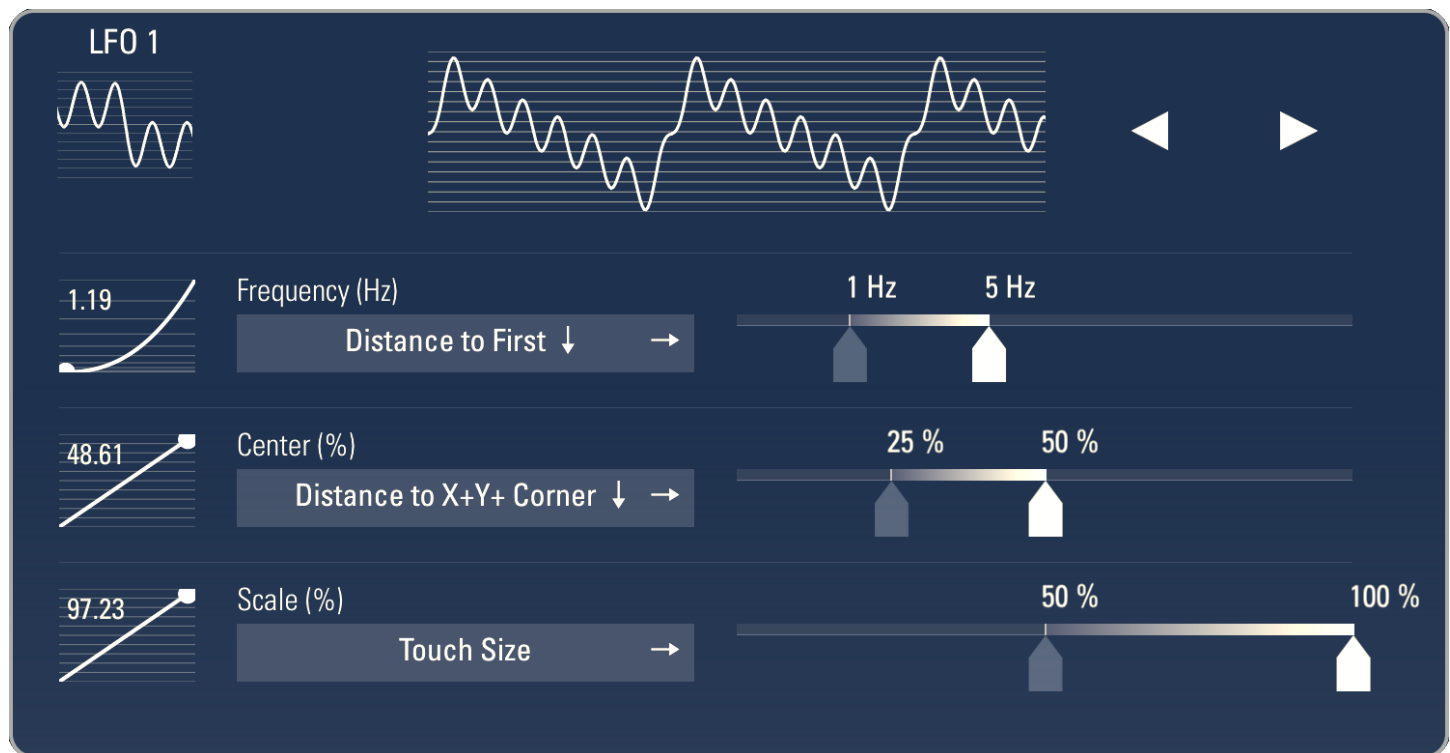 LFO 1
1.19
Frequency (Hz)
1 Hz
5 Hz
Distance to First ↓ →
48.61
Center (%)
25 %
50 %
Distance to X+Y+ Corner ↓ →
97.23
Scale (%)
50 %
100 %
Touch Size →